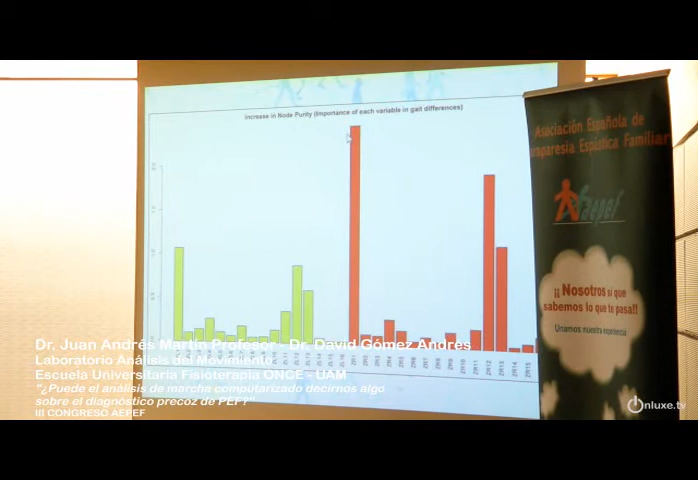 Increase in Node Purity (Importance of each variable in gait differences)
Asociación Española de
Paraparesia Espástica Familiar
aepef
¡¡ Nosotros sí que
sabemos lo que te pasa!!
Unamos nuestra experiencia
Dr. Juan Andrés Martín Profesor - Dr. David Gómez Andrés
Laboratorio Análisis del Movimiento
Escuela Universitaria Fisioterapia ONCE - UAM
"¿Puede el análisis de marcha computarizado decirnos algo
sobre el diagnóstico precoz de PEF?"
III CONGRESO AEPEF
onluxe.tv